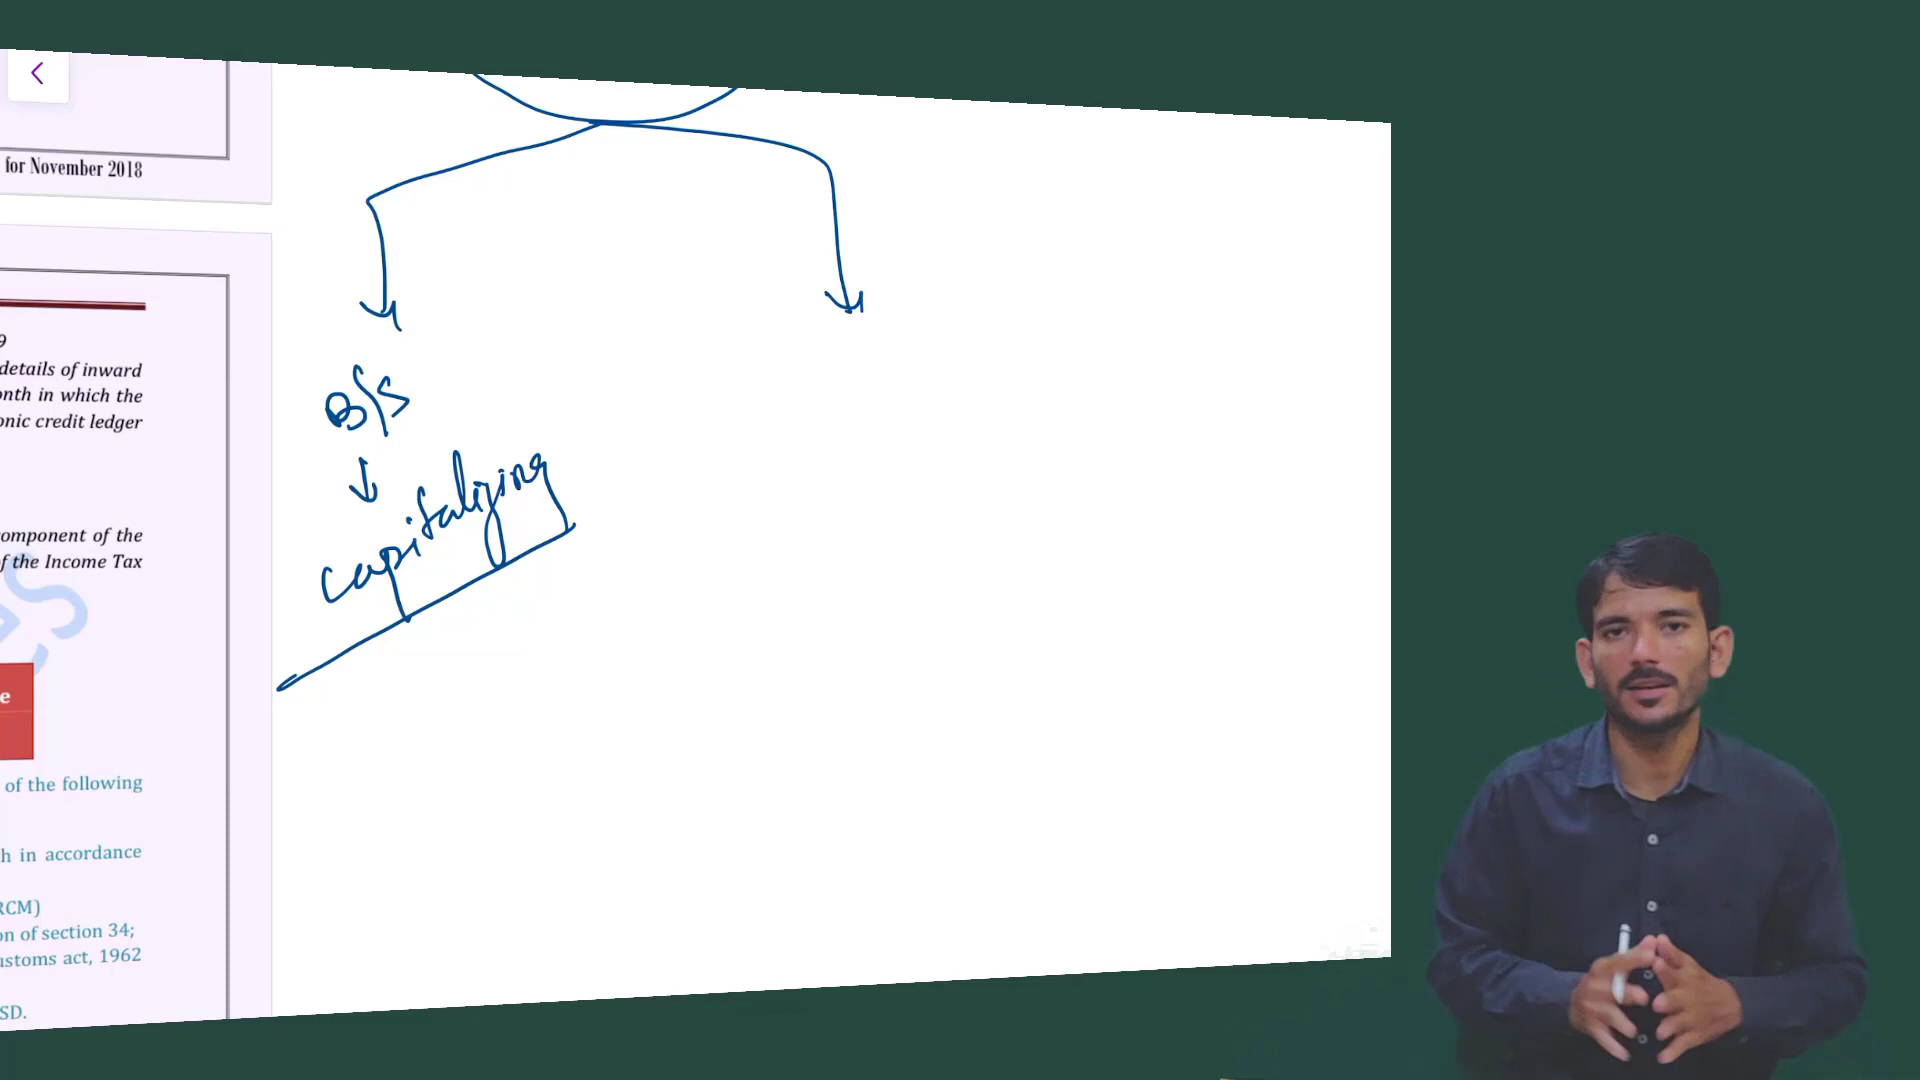 for November 2018
9
details of inward
onth in which the
onic credit ledger
omponent of the
f the Income Tax
e
of the following
h in accordance
RCM)
on of section 34;
ustoms act, 1962
SD.
B/S
capitalizing